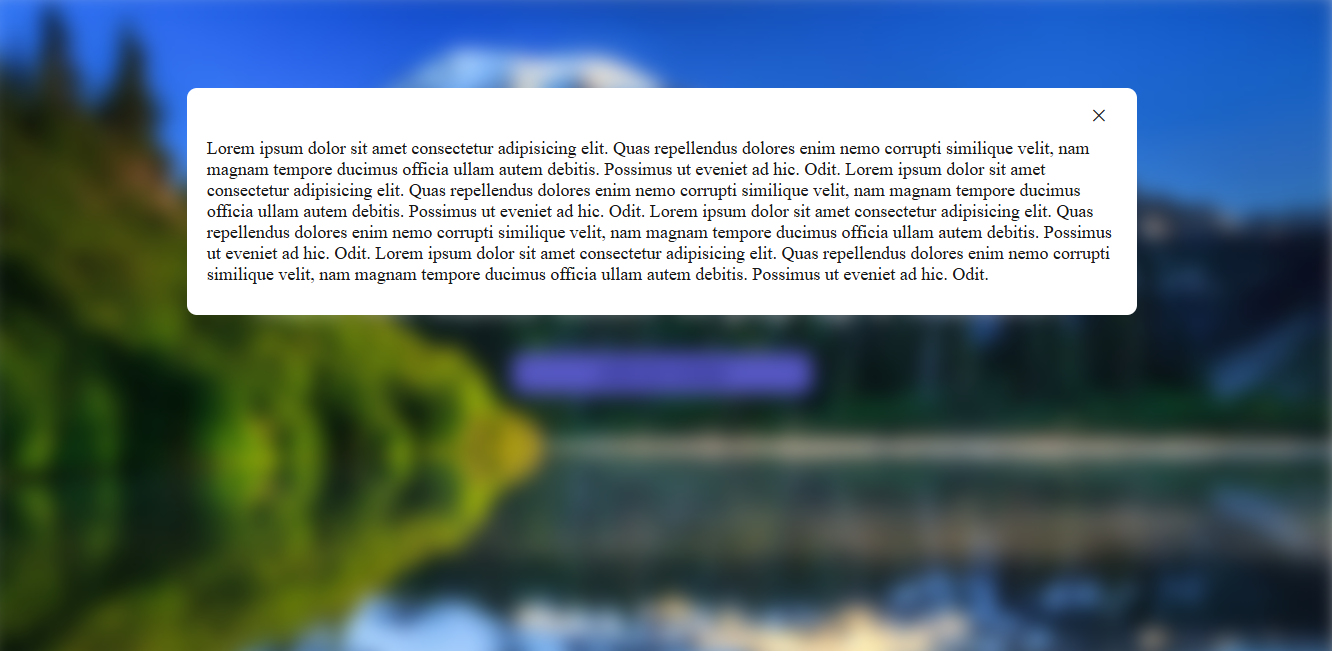 Lorem ipsum dolor sit amet consectetur adipisicing elit. Quas repellendus dolores enim nemo corrupti similique velit, nam
magnam tempore ducimus officia ullam autem debitis. Possimus ut eveniet ad hic. Odit. Lorem ipsum dolor sit amet
consectetur adipisicing elit. Quas repellendus dolores enim nemo corrupti similique velit, nam magnam tempore ducimus
officia ullam autem debitis. Possimus ut eveniet ad hic. Odit. Lorem ipsum dolor sit amet consectetur adipisicing elit. Quas
repellendus dolores enim nemo corrupti similique velit, nam magnam tempore ducimus officia ullam autem debitis. Possimus
ut eveniet ad hic. Odit. Lorem ipsum dolor sit amet consectetur adipisicing elit. Quas repellendus dolores enim nemo corrupti
similique velit, nam magnam tempore ducimus officia ullam autem debitis. Possimus ut eveniet ad hic. Odit.